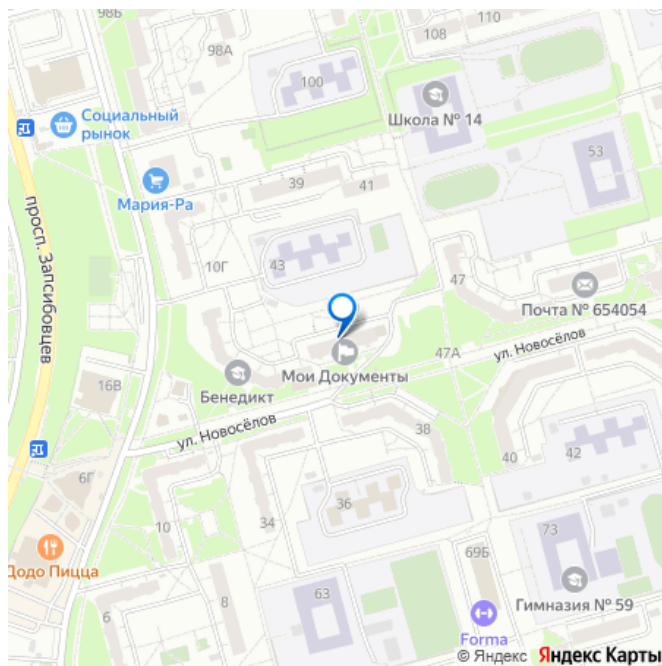 98Б
110
108
98А
100
Социальный
рынок
Школа № 14
53
39
41
Мария-Ра
просп. Запсибовцев
10Г
43
47
Почта № 654054
ул. Новосёлов
47А
Мои Документы
16В
Бенедикт
ул. Новосёлов
38
6Г
40
42
36
10
34
73
69Б
Додо Пицца
63
8
6
Гимназия № 59
Forma
© Яндекс Яндекс Карты